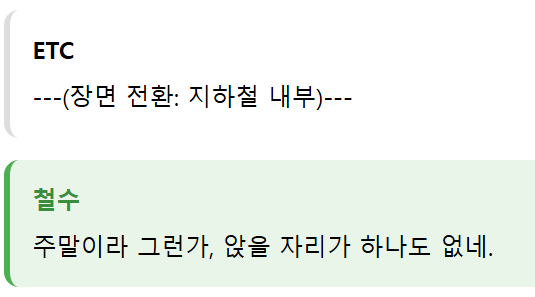 ETC
---(장면 전환: 지하철 내부)---
철수
주말이라 그런가, 앉을 자리가 하나도 없네.